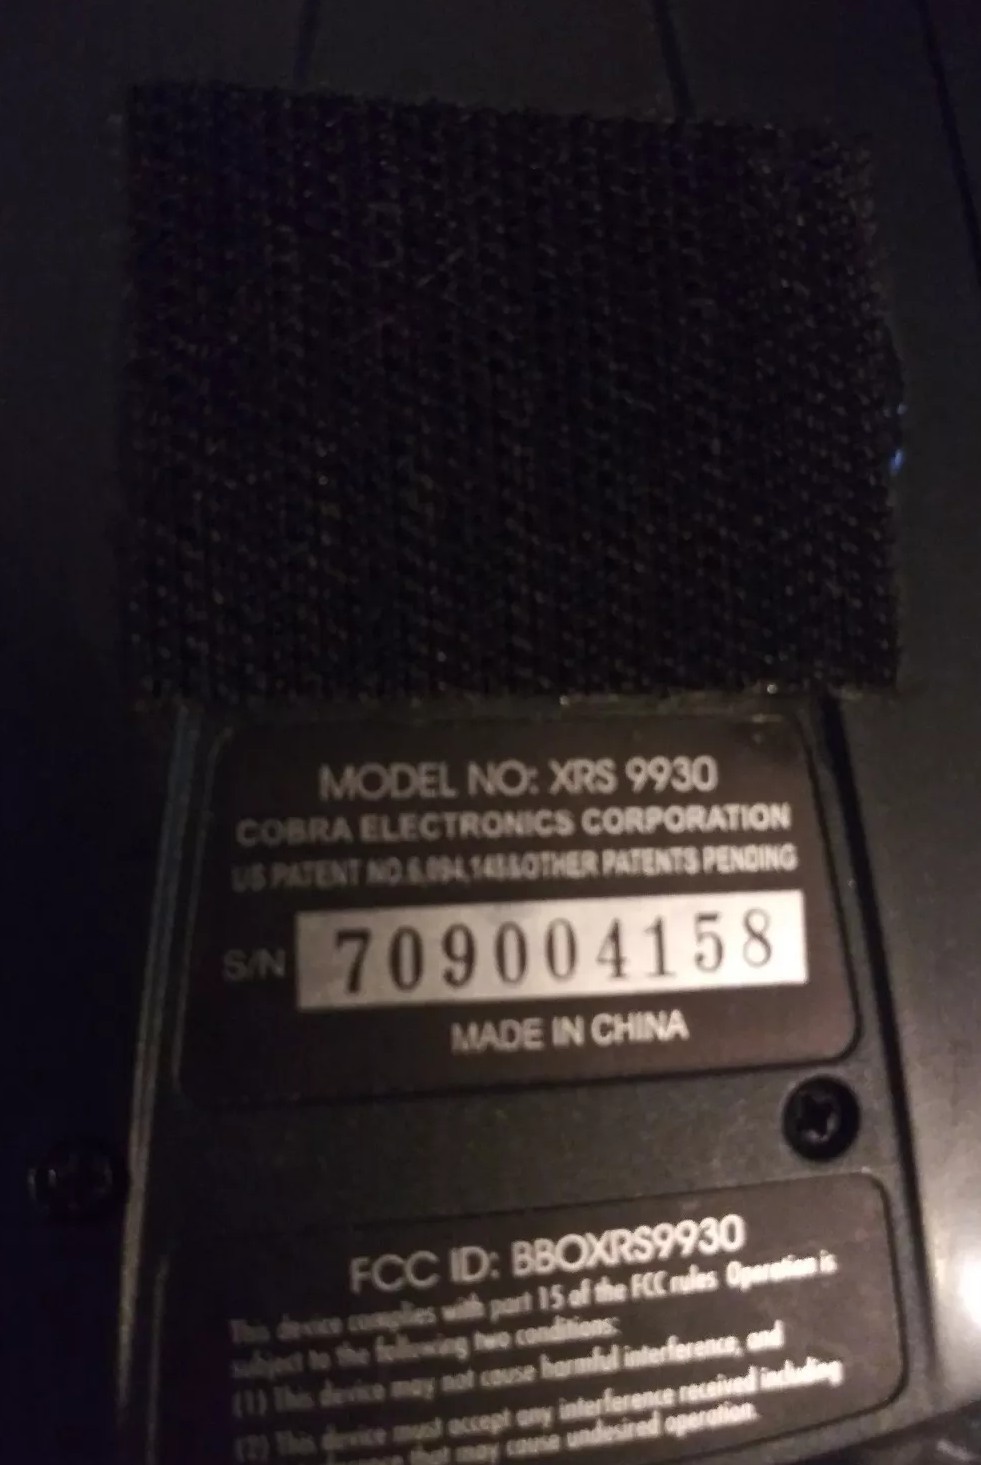 MODEL NO: XRS 9930
COBRA ELECTRONICS CORPORATION
US PATENT NO.6,094,148&OTHER PATENTS PENDING
S/N 709004158
MADE IN CHINA
FCC ID: BBOXRS9930
This device complies with part 15 of the FCC rules Operation is
subject to the following two conditions:
(1) This device may not cause harmful interference, and
(2) This device must accept any interference received including
that may cause undesired operation.